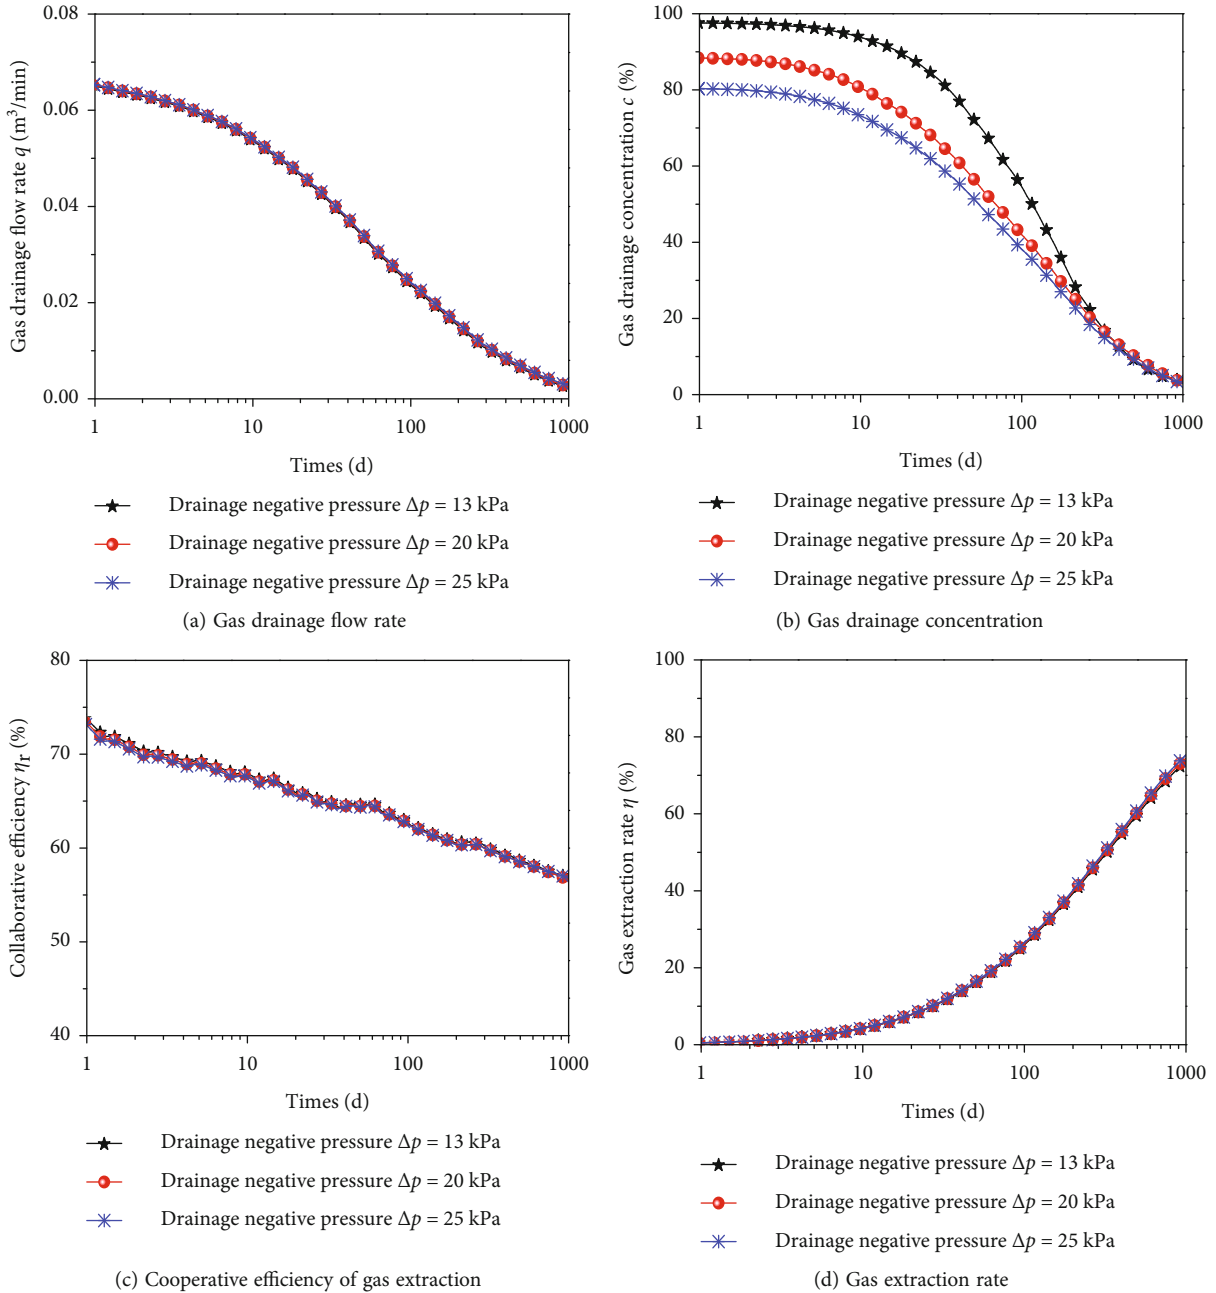 0.08
0.06
0.04
0.02
0.00
Gas drainage flow rate q (m³/min)
1
10
100
1000
Times (d)
Drainage negative pressure Δp = 13 kPa
Drainage negative pressure Δp = 20 kPa
Drainage negative pressure Δp = 25 kPa
(a) Gas drainage flow rate
100
80
60
40
20
0
Gas drainage concentration c (%)
1
10
100
1000
Times (d)
Drainage negative pressure Δp = 13 kPa
Drainage negative pressure Δp = 20 kPa
Drainage negative pressure Δp = 25 kPa
(b) Gas drainage concentration
80
70
60
50
40
Collaborative efficiency ηr (%)
1
10
100
1000
Times (d)
Drainage negative pressure Δp = 13 kPa
Drainage negative pressure Δp = 20 kPa
Drainage negative pressure Δp = 25 kPa
(c) Cooperative efficiency of gas extraction
100
80
60
40
20
0
Gas extraction rate η (%)
1
10
100
1000
Times (d)
Drainage negative pressure Δp = 13 kPa
Drainage negative pressure Δp = 20 kPa
Drainage negative pressure Δp = 25 kPa
(d) Gas extraction rate